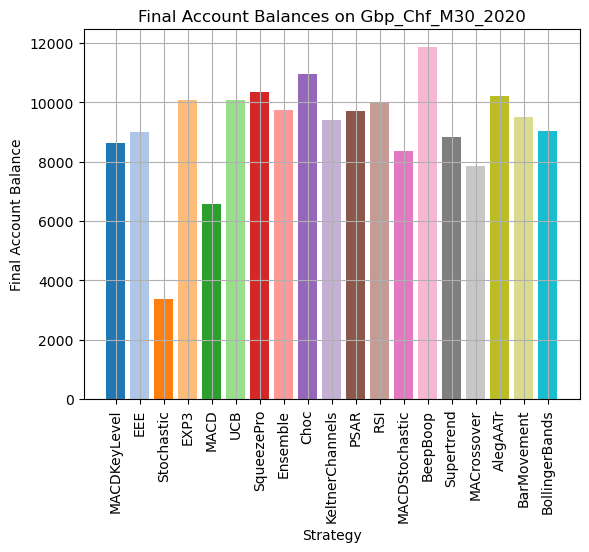 Final Account Balances on Gbp_Chf_M30_2020
Final Account Balance
12000
10000
8000
6000
4000
2000
0
MACDKeyLevel
EEE
Stochastic
EXP3
MACD
UCB
SqueezePro
Ensemble
Choc
KeltnerChannels
PSAR
RSI
MACDStochastic
BeepBoop
Supertrend
MACrossover
AlegAATr
BarMovement
BollingerBands
Strategy